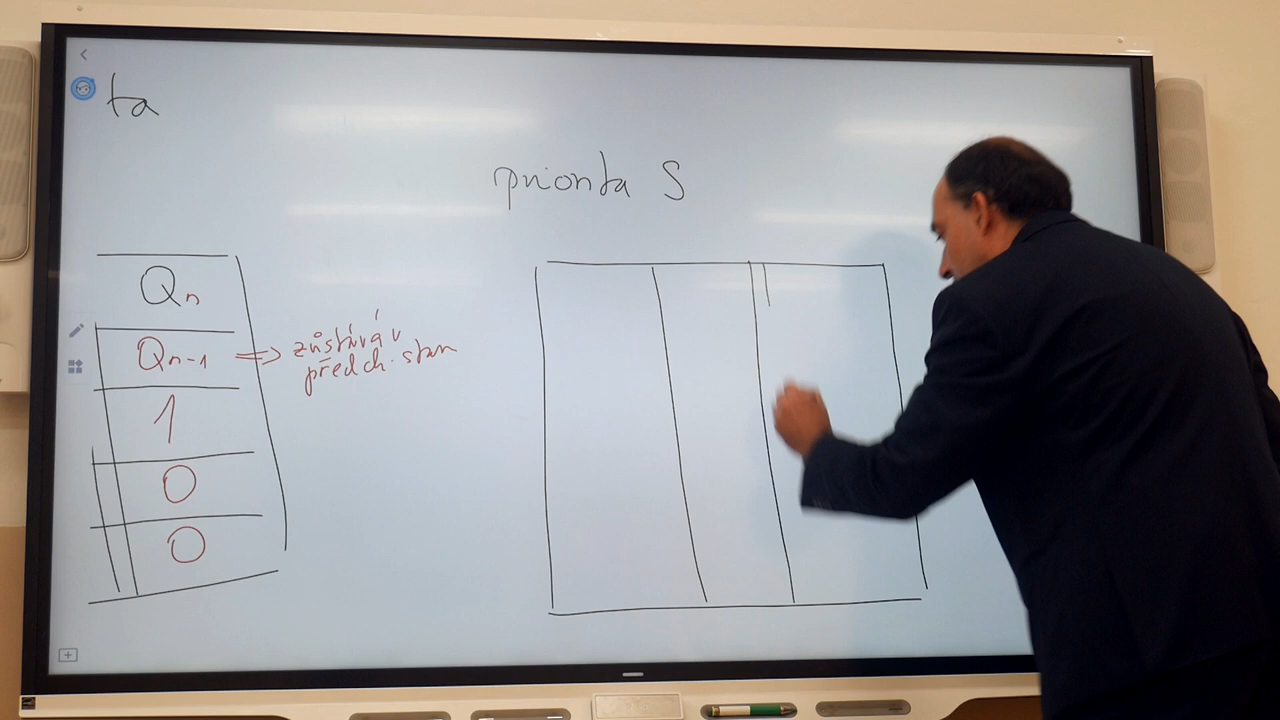 ta
priorita S
Qn
Qn-1 => zůstává v
předch. stav
1
0
0